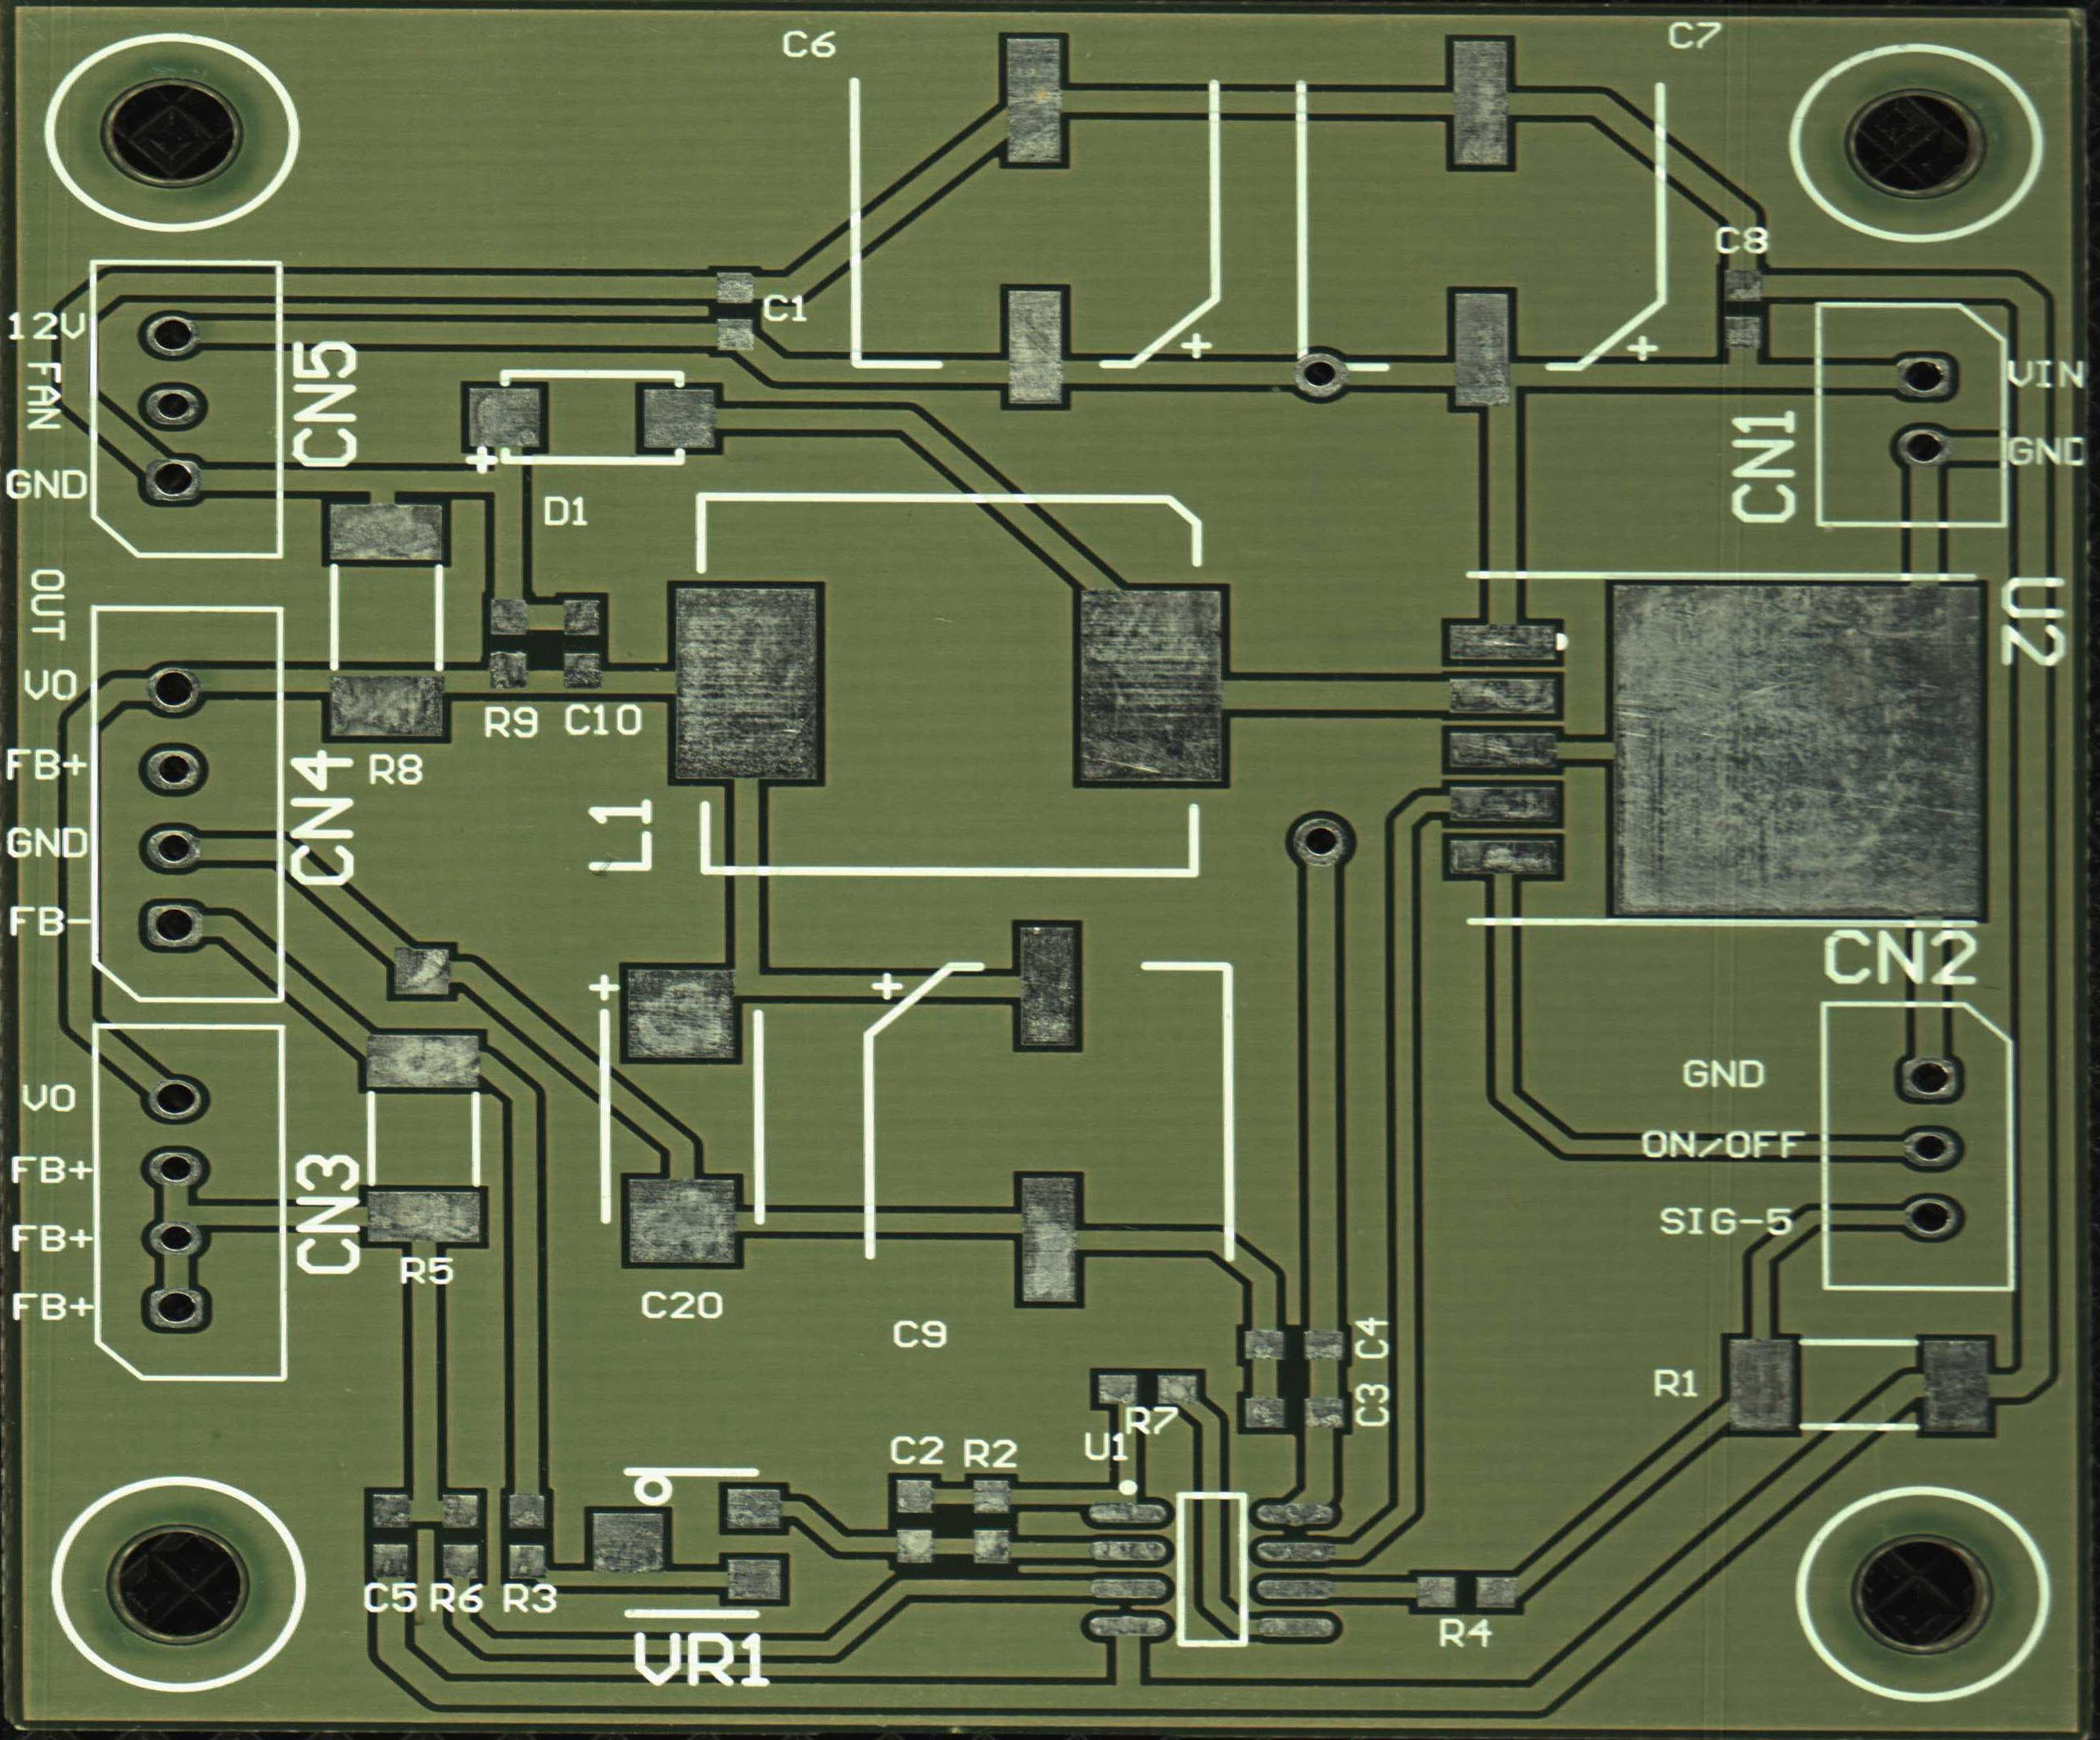 C6
C7
C8
C1
12V
FAN
GND
CN5
VIN
GND
CN1
D1
U2
OUT
VO
FB+
GND
FB-
CN4
R9
C10
R8
L1
CN2
GND
ON/OFF
SIG-5
VO
FB+
FB+
FB+
CN3
R5
C20
C9
C4
C3
R1
R7
U1
C2
R2
C5
R6
R3
VR1
R4